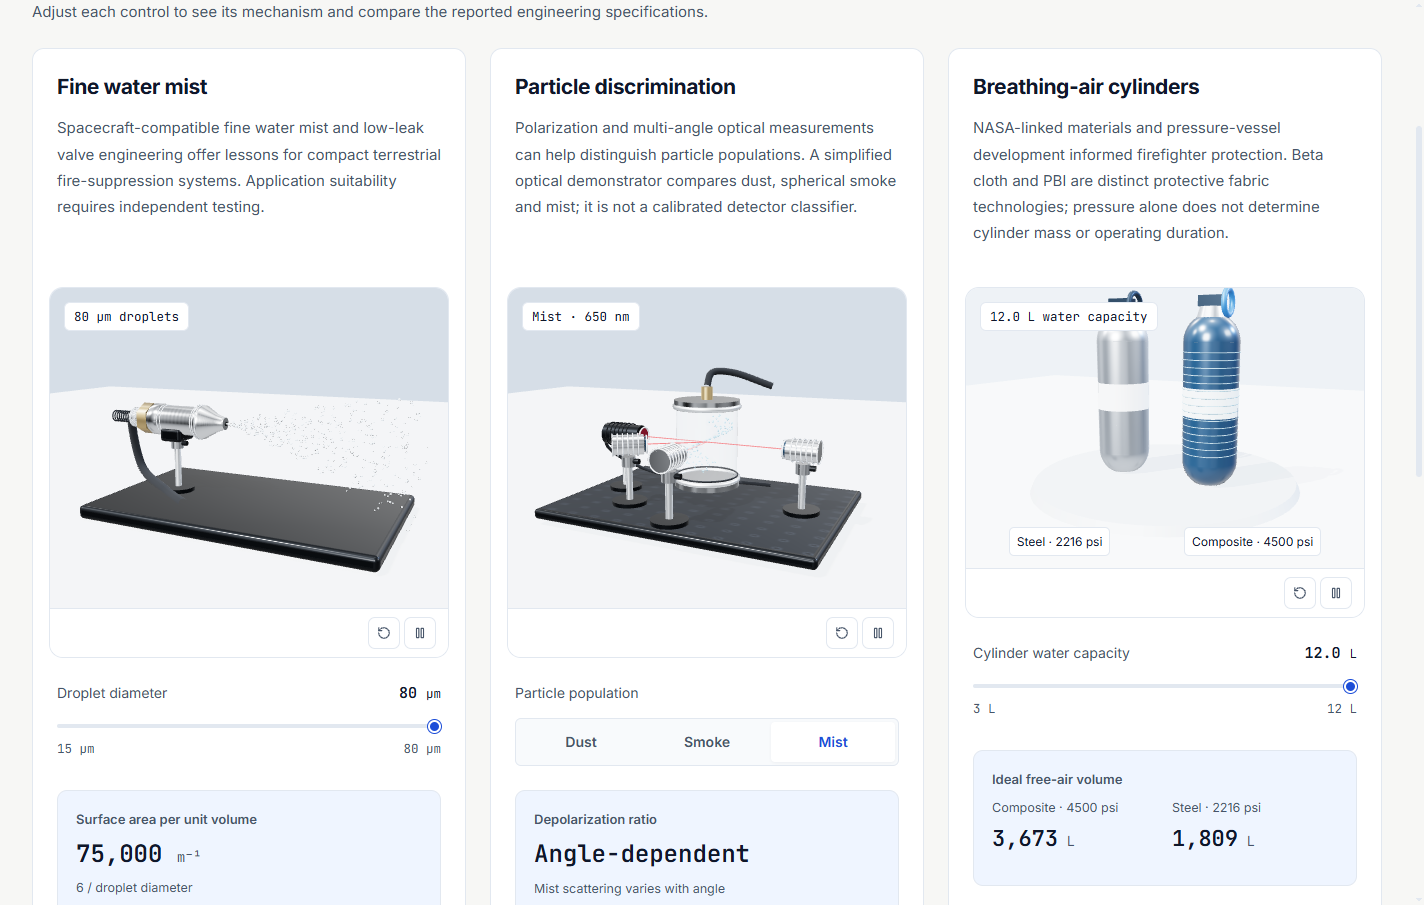 Adjust each control to see its mechanism and compare the reported engineering specifications.
Fine water mist
Spacecraft-compatible fine water mist and low-leak
valve engineering offer lessons for compact terrestrial
fire-suppression systems. Application suitability
requires independent testing.
80 µm droplets
Droplet diameter
80 µm
15 µm
80 µm
Surface area per unit volume
75,000 m⁻¹
6 / droplet diameter
Particle discrimination
Polarization and multi-angle optical measurements
can help distinguish particle populations. A simplified
optical demonstrator compares dust, spherical smoke
and mist; it is not a calibrated detector classifier.
Mist · 650 nm
Particle population
Dust
Smoke
Mist
Depolarization ratio
Angle-dependent
Mist scattering varies with angle
Breathing-air cylinders
NASA-linked materials and pressure-vessel
development informed firefighter protection. Beta
cloth and PBI are distinct protective fabric
technologies; pressure alone does not determine
cylinder mass or operating duration.
12.0 L water capacity
Steel · 2216 psi
Composite · 4500 psi
Cylinder water capacity
12.0 L
3 L
12 L
Ideal free-air volume
Composite · 4500 psi
3,673 L
Steel · 2216 psi
1,809 L